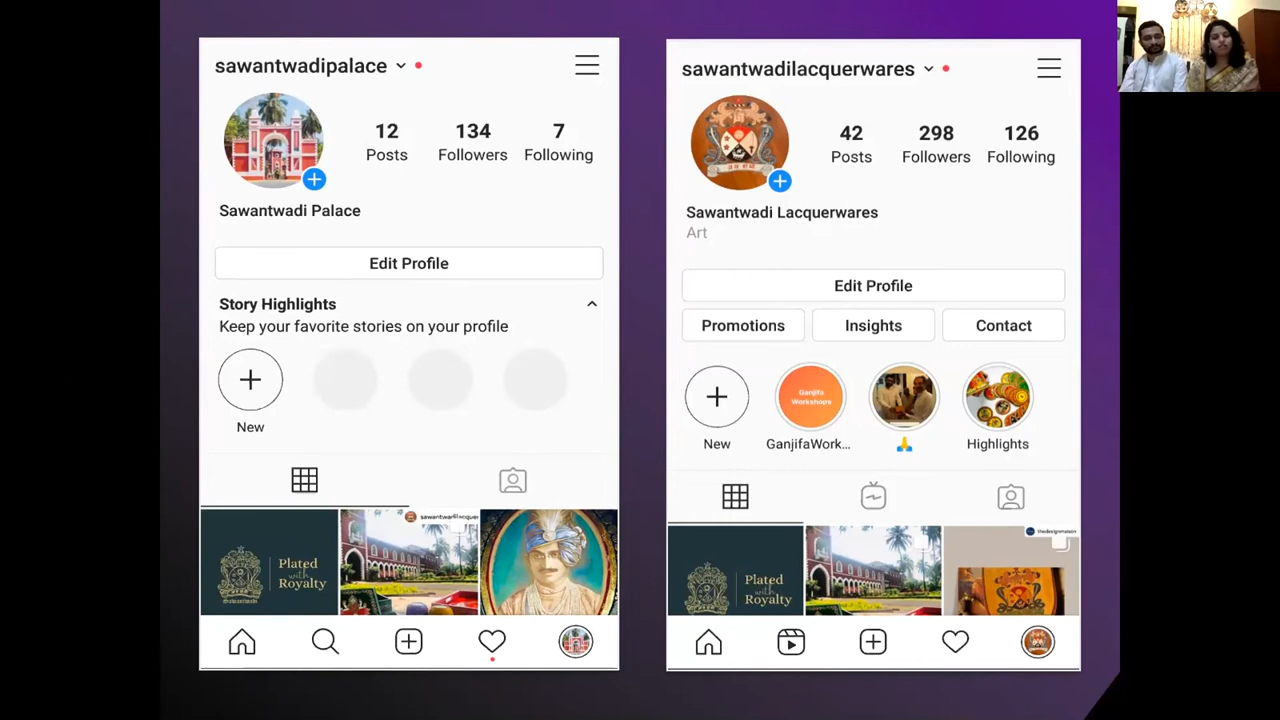 sawantwadipalace
12 134 7
Posts Followers Following
Sawantwadi Palace
Edit Profile
Story Highlights
Keep your favorite stories on your profile
New
Plated
with
Royalty
sawantwadilacquerwares
42 298 126
Posts Followers Following
Sawantwadi Lacquerwares
Art
Edit Profile
Promotions Insights Contact
Ganjifa
Workshops
New GanjifaWork... 🙏 Highlights
thedesignmaison
Plated
with
Royalty